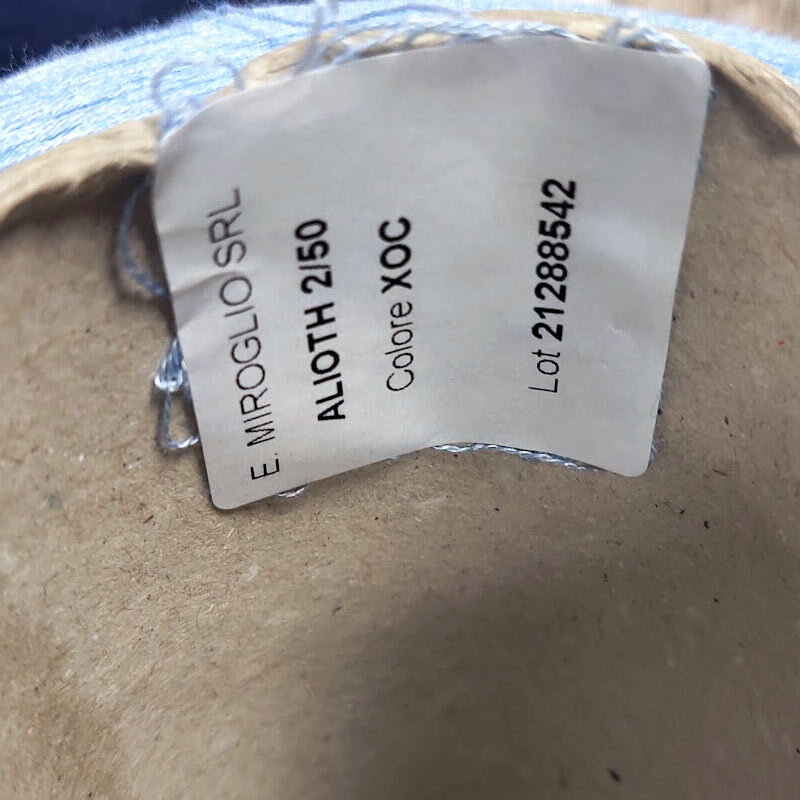 E. MIROGLIO SRL
ALIOTH 2/50
Colore XOC
Lot 21288542